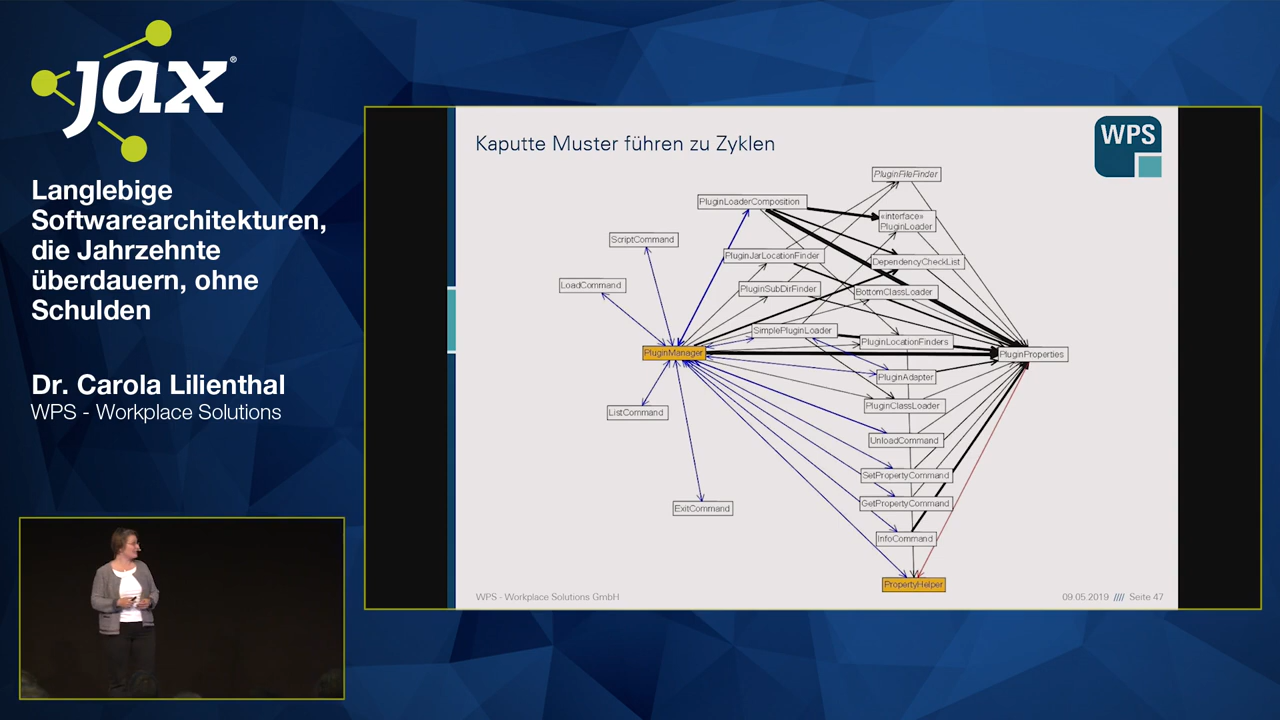 jax®
Langlebige
Softwarearchitekturen,
die Jahrzehnte
überdauern, ohne
Schulden
Dr. Carola Lilienthal
WPS - Workplace Solutions
Kaputte Muster führen zu Zyklen
WPS
PluginFileFinder
PluginLoaderComposition
«interface»
PluginLoader
ScriptCommand
PluginJarLocationFinder
DependencyCheckList
LoadCommand
PluginSubDirFinder
BottomClassLoader
SimplePluginLoader
PluginLocationFinders
PluginManager
PluginProperties
PluginAdapter
PluginClassLoader
ListCommand
UnloadCommand
SetPropertyCommand
GetPropertyCommand
ExitCommand
InfoCommand
PropertyHelper
WPS - Workplace Solutions GmbH
09.05.2019 //// Seite 47